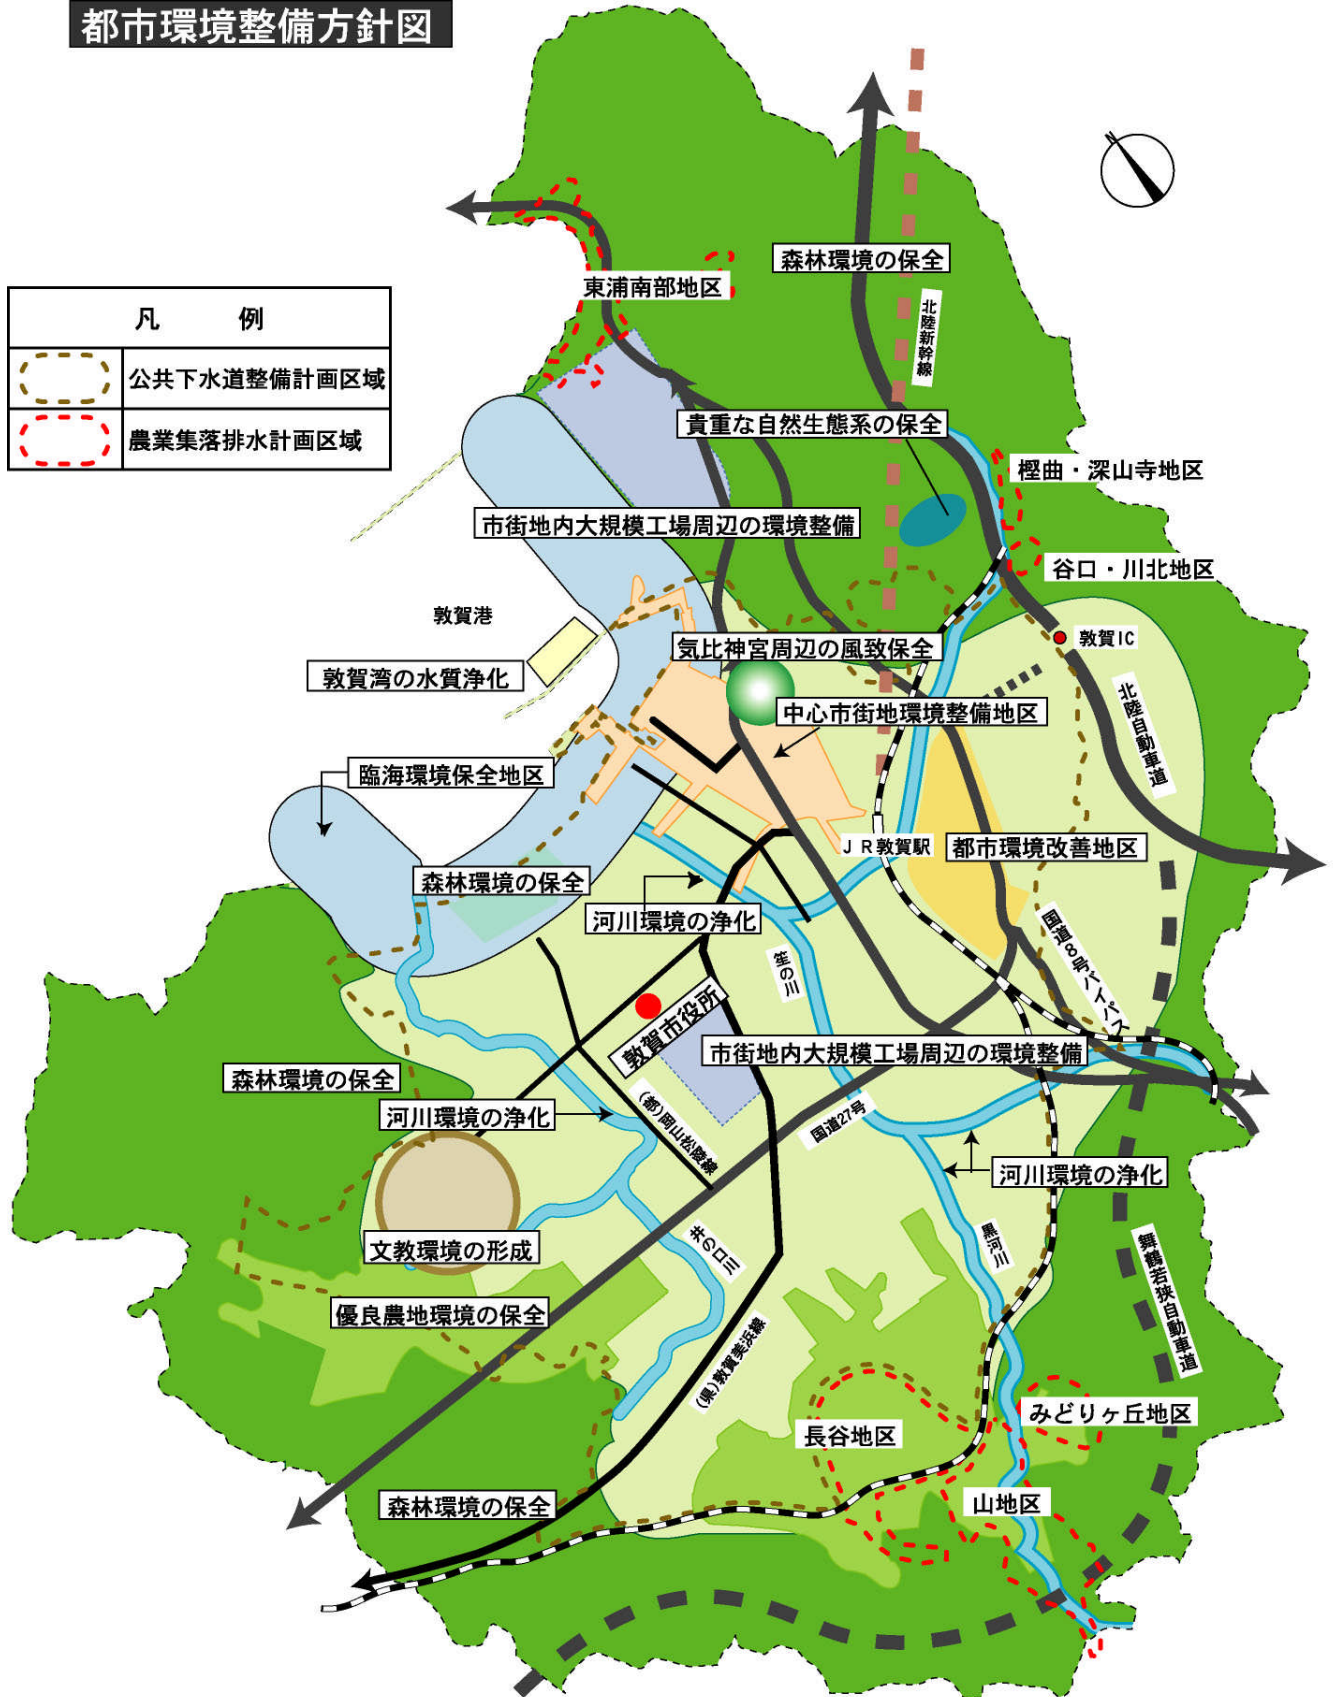 都市環境整備方針図
N
森林環境の保全
東浦南部地区
北陸新幹線
凡 例
公共下水道整備計画区域
農業集落排水計画区域
貴重な自然生態系の保全
樫曲・深山寺地区
市街地内大規模工場周辺の環境整備
谷口・川北地区
敦賀港
敦賀IC
気比神宮周辺の風致保全
敦賀湾の水質浄化
中心市街地環境整備地区
北陸自動車道
臨海環境保全地区
JR敦賀駅
都市環境改善地区
森林環境の保全
河川環境の浄化
国道8号バイパス
笙の川
敦賀市役所
市街地内大規模工場周辺の環境整備
森林環境の保全
河川環境の浄化
(都)岡山松陵線
国道27号
河川環境の浄化
井の口川
黒河川
文教環境の形成
舞鶴若狭自動車道
優良農地環境の保全
(県)敦賀美浜線
みどりヶ丘地区
長谷地区
森林環境の保全
山地区